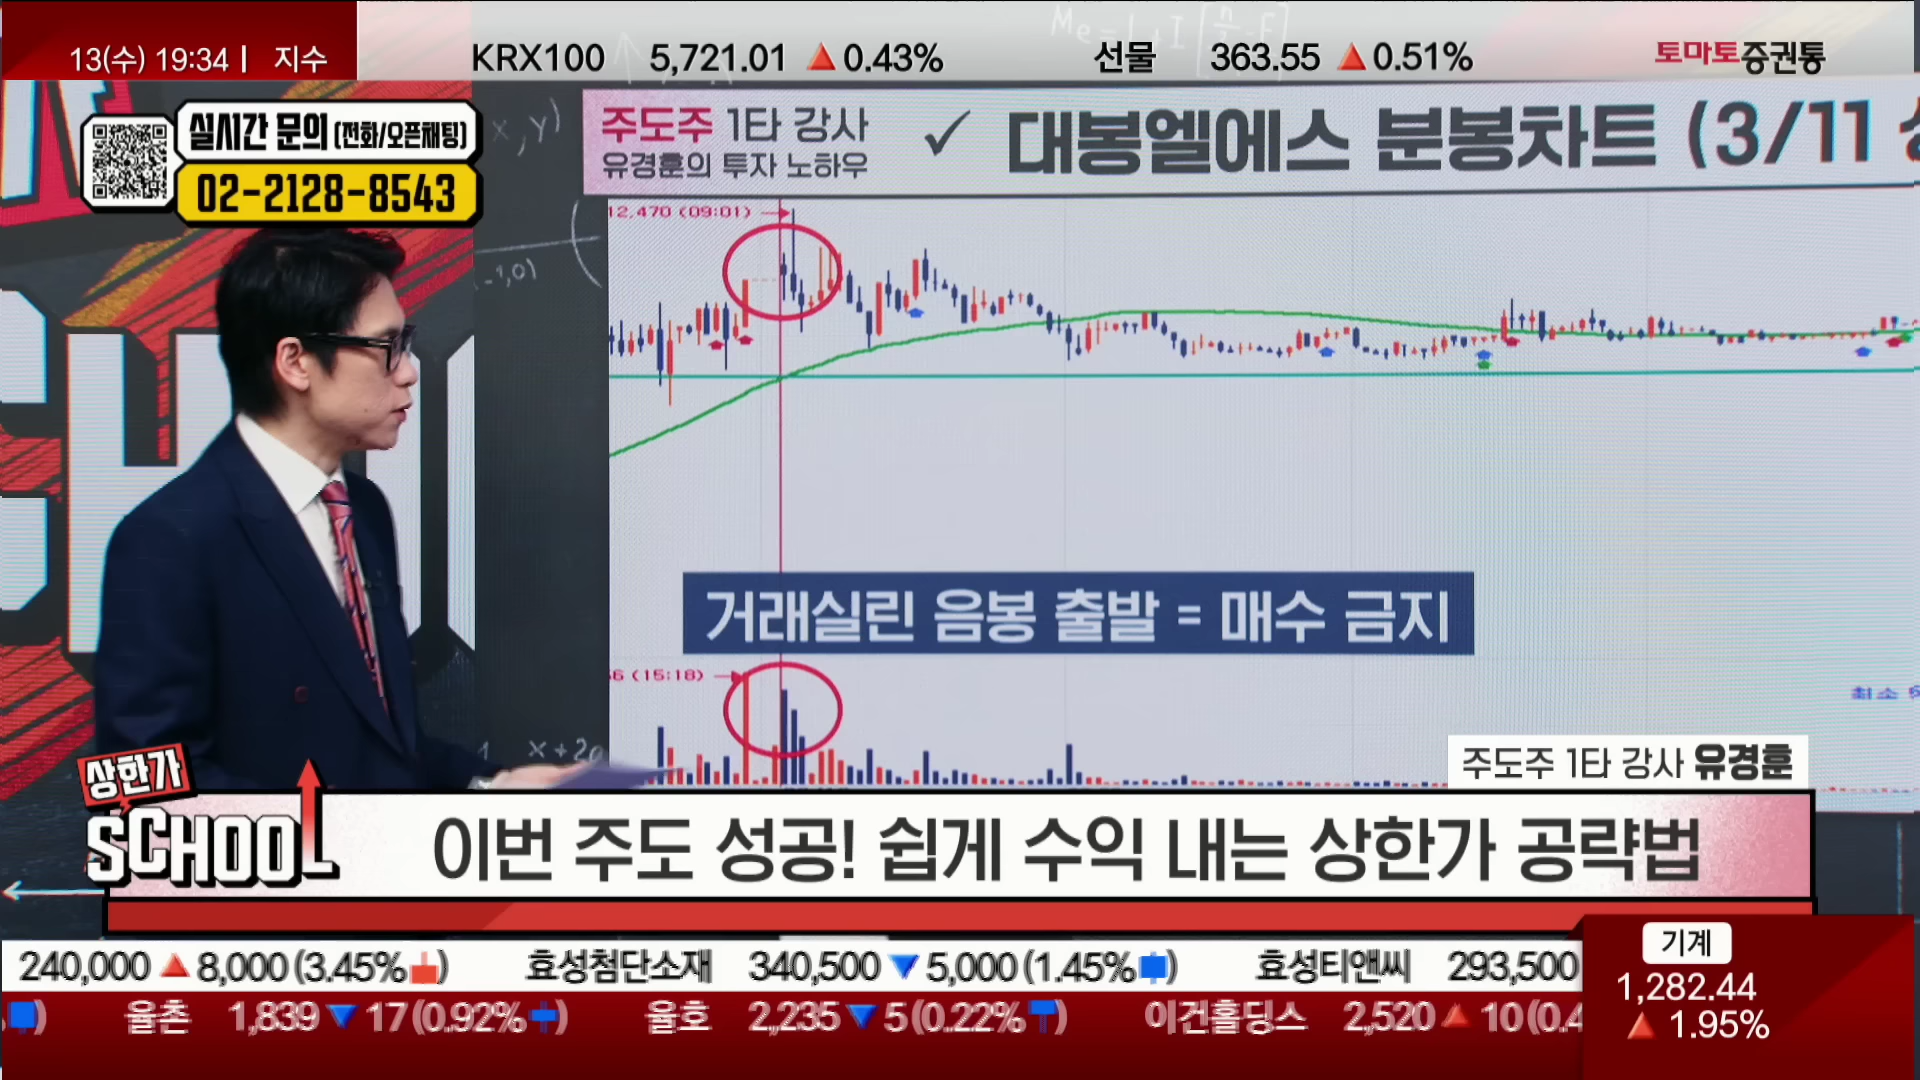 13(수) 19:34 | 지수 KRX100 5,721.01 ▲ 0.43% 선물 363.55 ▲ 0.51% 토마토증권통
실시간 문의 (전화/오픈채팅)
02-2128-8543
주도주 1타 강사
유경훈의 투자 노하우
✓ 대봉엘에스 분봉차트 (3/11
12,470 (09:01)
x, y)
-1,0)
거래실린 음봉 출발 = 매수 금지
6 (15:18)
최소
x+2
주도주 1타 강사 유경훈
상한가
SCHOOL
이번 주도 성공! 쉽게 수익 내는 상한가 공략법
240,000 ▲ 8,000 (3.45%) 효성첨단소재 340,500 ▼ 5,000 (1.45%) 효성티앤씨 293,500
) 율촌 1,839 ▼ 17 (0.92%) 율호 2,235 ▼ 5 (0.22%) 이건홀딩스 2,520 ▲ 10 (0.4
기계
1,282.44
▲ 1.95%